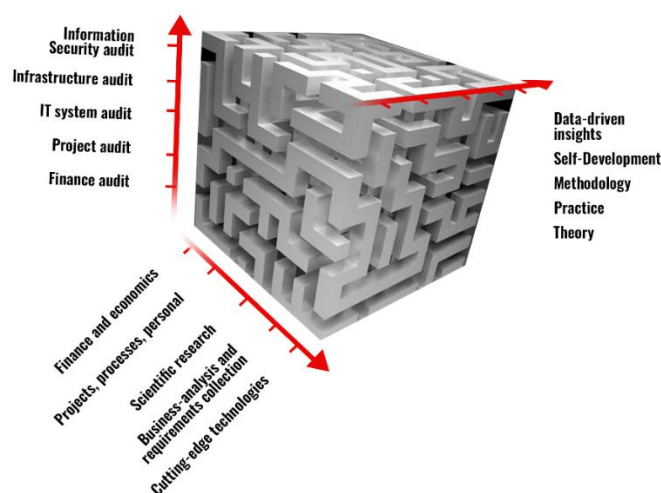 Information
Security audit
Infrastructure audit
IT system audit
Project audit
Finance audit
Data-driven
insights
Self-Development
Methodology
Practice
Theory
Finance and economics
Projects, processes, personal
Scientific research
Business-analysis and
requirements collection
Cutting-edge technologies